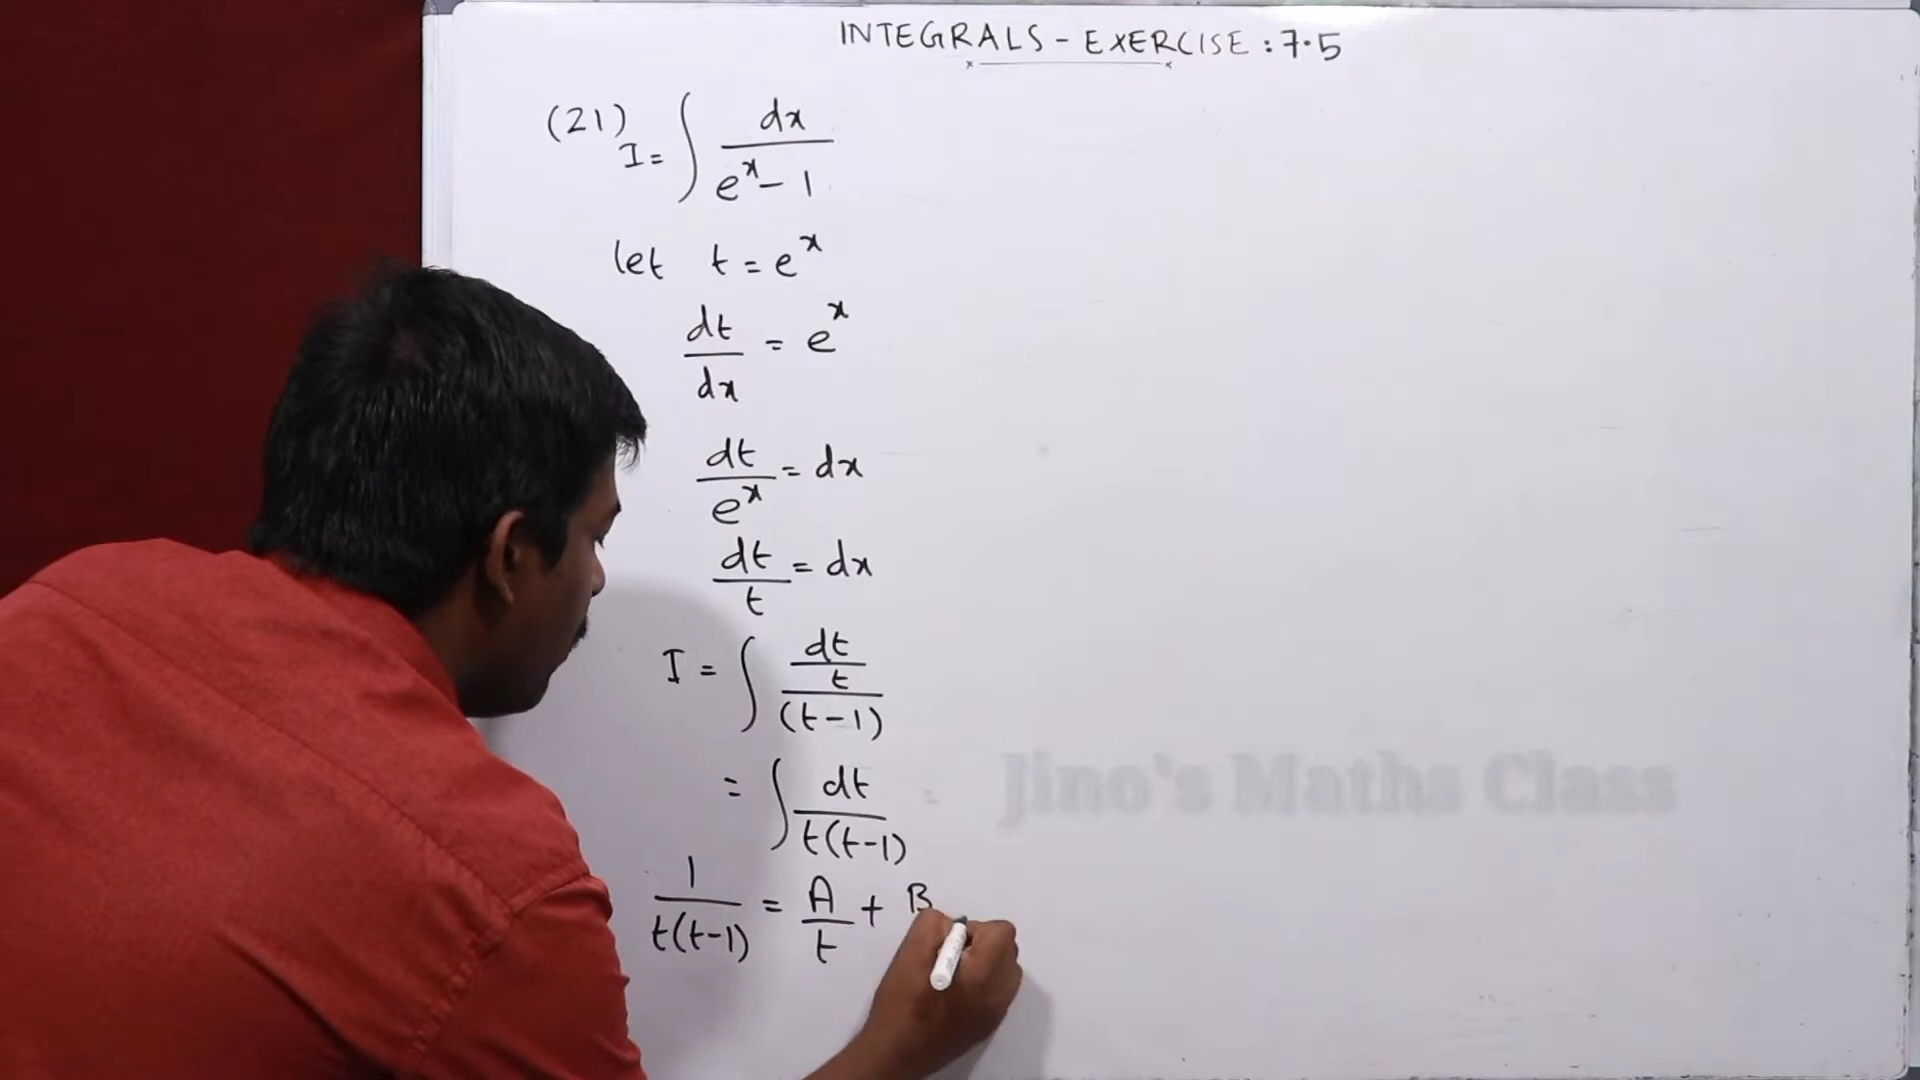 INTEGRALS - EXERCISE : 7.5
(21) I = ∫ dx / (e^x - 1)
let t = e^x
dt/dx = e^x
dt/e^x = dx
dt/t = dx
I = ∫ (dt/t) / (t-1)
= ∫ dt / t(t-1)
Jino's Maths Class
1 / t(t-1) = A/t + B